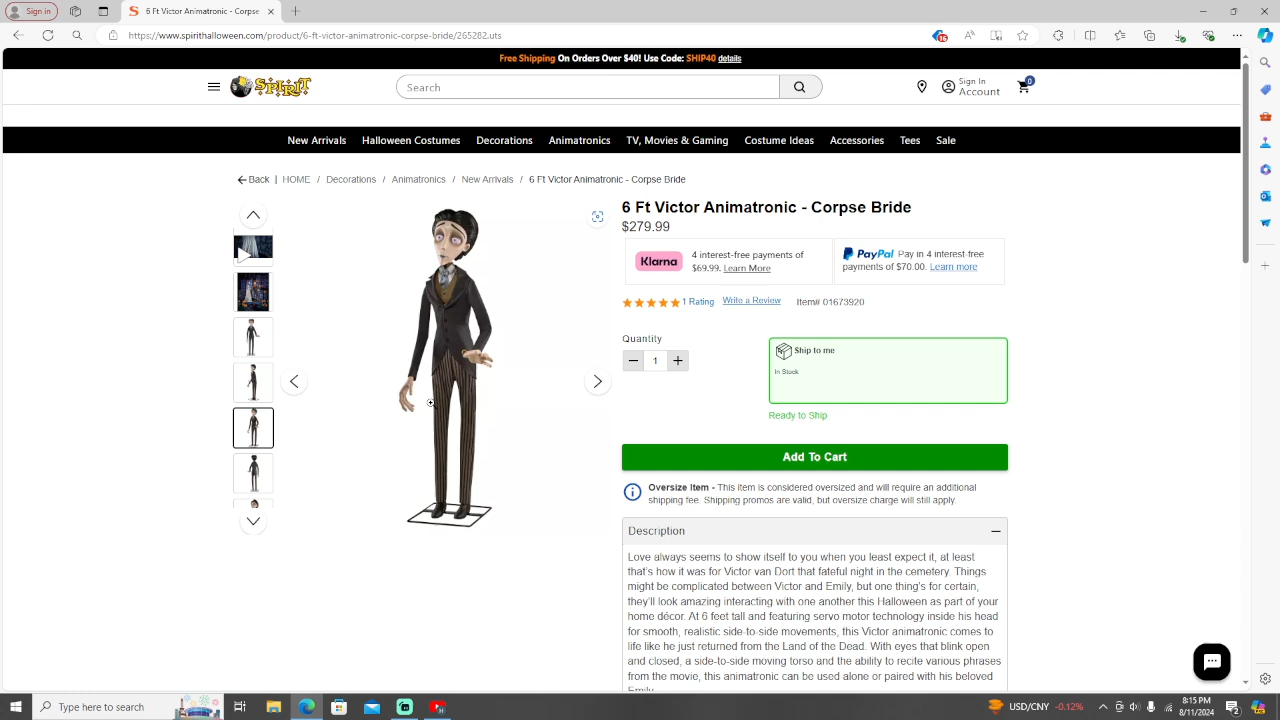 Sign in
6 Ft Victor Animatronic - Corpse
https://www.spirithalloween.com/product/6-ft-victor-animatronic-corpse-bride/265282.uts
Free Shipping On Orders Over $40! Use Code: SHIP40 details
SPIRIT
Search
Sign In
Account
0
New Arrivals Halloween Costumes Decorations Animatronics TV, Movies & Gaming Costume Ideas Accessories Tees Sale
Back | HOME / Decorations / Animatronics / New Arrivals / 6 Ft Victor Animatronic - Corpse Bride
6 Ft Victor Animatronic - Corpse Bride
$279.99
Klarna
4 interest-free payments of
$69.99. Learn More
PayPal Pay in 4 interest-free
payments of $70.00. Learn more
1 Rating Write a Review Item# 01673920
Quantity
1
Ship to me
In Stock
Ready to Ship
Add To Cart
Oversize Item - This item is considered oversized and will require an additional
shipping fee. Shipping promos are valid, but oversize charge will still apply.
Description
Love always seems to show itself to you when you least expect it, at least
that's how it was for Victor van Dort that fateful night in the cemetery. Things
might be complicated between Victor and Emily, but one thing's for certain,
they'll look amazing interacting with one another this Halloween as part of your
home décor. At 6 feet tall and featuring servo motor technology inside his head
for smooth, realistic side-to-side movements, this Victor animatronic comes to
life like he just returned from the Land of the Dead. With eyes that blink open
and closed, a side-to-side moving torso and the ability to recite various phrases
from the movie, this animatronic can be used alone or paired with his beloved
Emily.
Type here to search
USD/CNY -0.12%
8:15 PM
8/11/2024